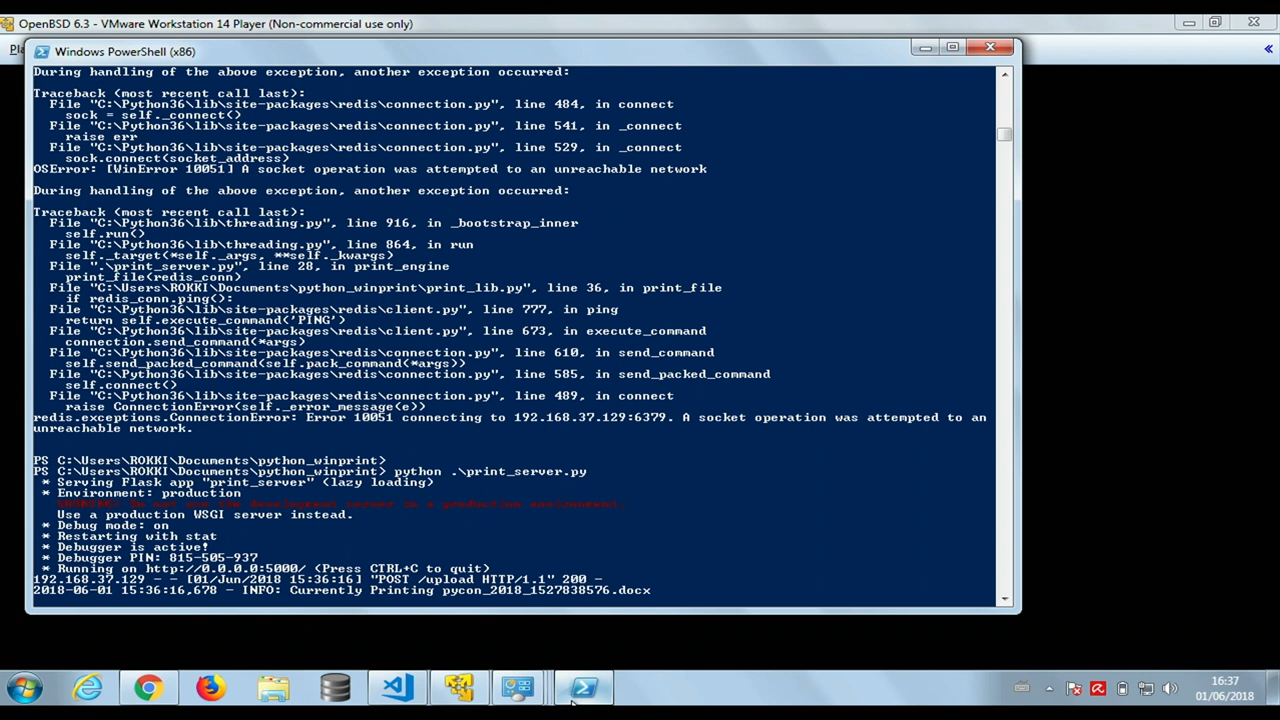 OpenBSD 6.3 - VMware Workstation 14 Player (Non-commercial use only)
Windows PowerShell (x86)
During handling of the above exception, another exception occurred:
Traceback (most recent call last):
File "C:\Python36\lib\site-packages\redis\connection.py", line 484, in connect
sock = self._connect()
File "C:\Python36\lib\site-packages\redis\connection.py", line 541, in _connect
raise err
File "C:\Python36\lib\site-packages\redis\connection.py", line 529, in _connect
sock.connect(socket_address)
OSError: [WinError 10051] A socket operation was attempted to an unreachable network
During handling of the above exception, another exception occurred:
Traceback (most recent call last):
File "C:\Python36\lib\threading.py", line 916, in _bootstrap_inner
self.run()
File "C:\Python36\lib\threading.py", line 864, in run
self._target(*self._args, **self._kwargs)
File ".\print_server.py", line 28, in print_engine
print_file(redis_conn)
File "C:\Users\ROKKI\Documents\python_winprint\print_lib.py", line 36, in print_file
if redis_conn.ping():
File "C:\Python36\lib\site-packages\redis\client.py", line 777, in ping
return self.execute_command('PING')
File "C:\Python36\lib\site-packages\redis\client.py", line 673, in execute_command
connection.send_command(*args)
File "C:\Python36\lib\site-packages\redis\connection.py", line 610, in send_command
self.send_packed_command(self.pack_command(*args))
File "C:\Python36\lib\site-packages\redis\connection.py", line 585, in send_packed_command
self.connect()
File "C:\Python36\lib\site-packages\redis\connection.py", line 489, in connect
raise ConnectionError(self._error_message(e))
redis.exceptions.ConnectionError: Error 10051 connecting to 192.168.37.129:6379. A socket operation was attempted to an
unreachable network.
PS C:\Users\ROKKI\Documents\python_winprint>
PS C:\Users\ROKKI\Documents\python_winprint> python .\print_server.py
* Serving Flask app "print_server" (lazy loading)
* Environment: production
WARNING: Do not use the development server in a production environment.
Use a production WSGI server instead.
* Debug mode: on
* Restarting with stat
* Debugger is active!
* Debugger PIN: 815-505-937
* Running on http://0.0.0.0:5000/ (Press CTRL+C to quit)
192.168.37.129 - - [01/Jun/2018 15:36:16] "POST /upload HTTP/1.1" 200 -
2018-06-01 15:36:16,678 - INFO: Currently Printing pycon_2018_1527838576.docx
16:37
01/06/2018